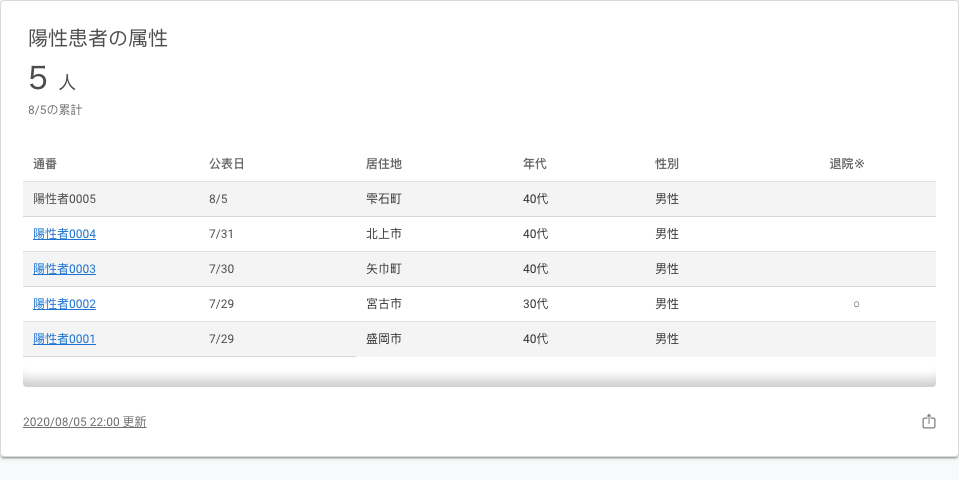 陽性患者の属性
5 人
8/5の累計
通番 公表日 居住地 年代 性別 退院※
陽性者0005 8/5 雫石町 40代 男性
陽性者0004 7/31 北上市 40代 男性
陽性者0003 7/30 矢巾町 40代 男性
陽性者0002 7/29 宮古市 30代 男性 ○
陽性者0001 7/29 盛岡市 40代 男性
2020/08/05 22:00 更新